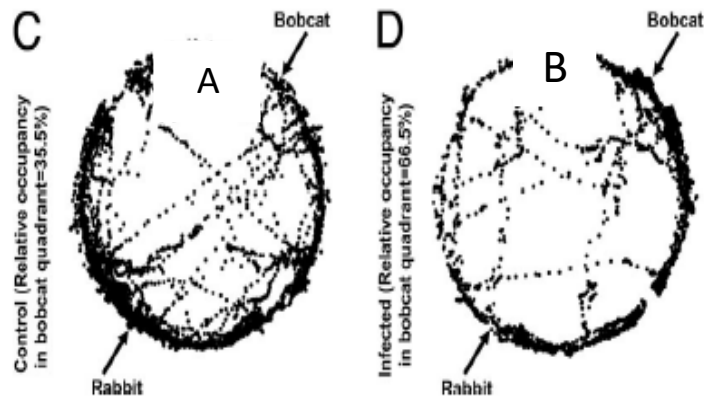 C
Bobcat
A
Control (Relative occupancy
in bobcat quadrant=35.5%)
Rabbit
D
Bobcat
B
Infected (Relative occupancy
in bobcat quadrant=66.5%)
Rabbit